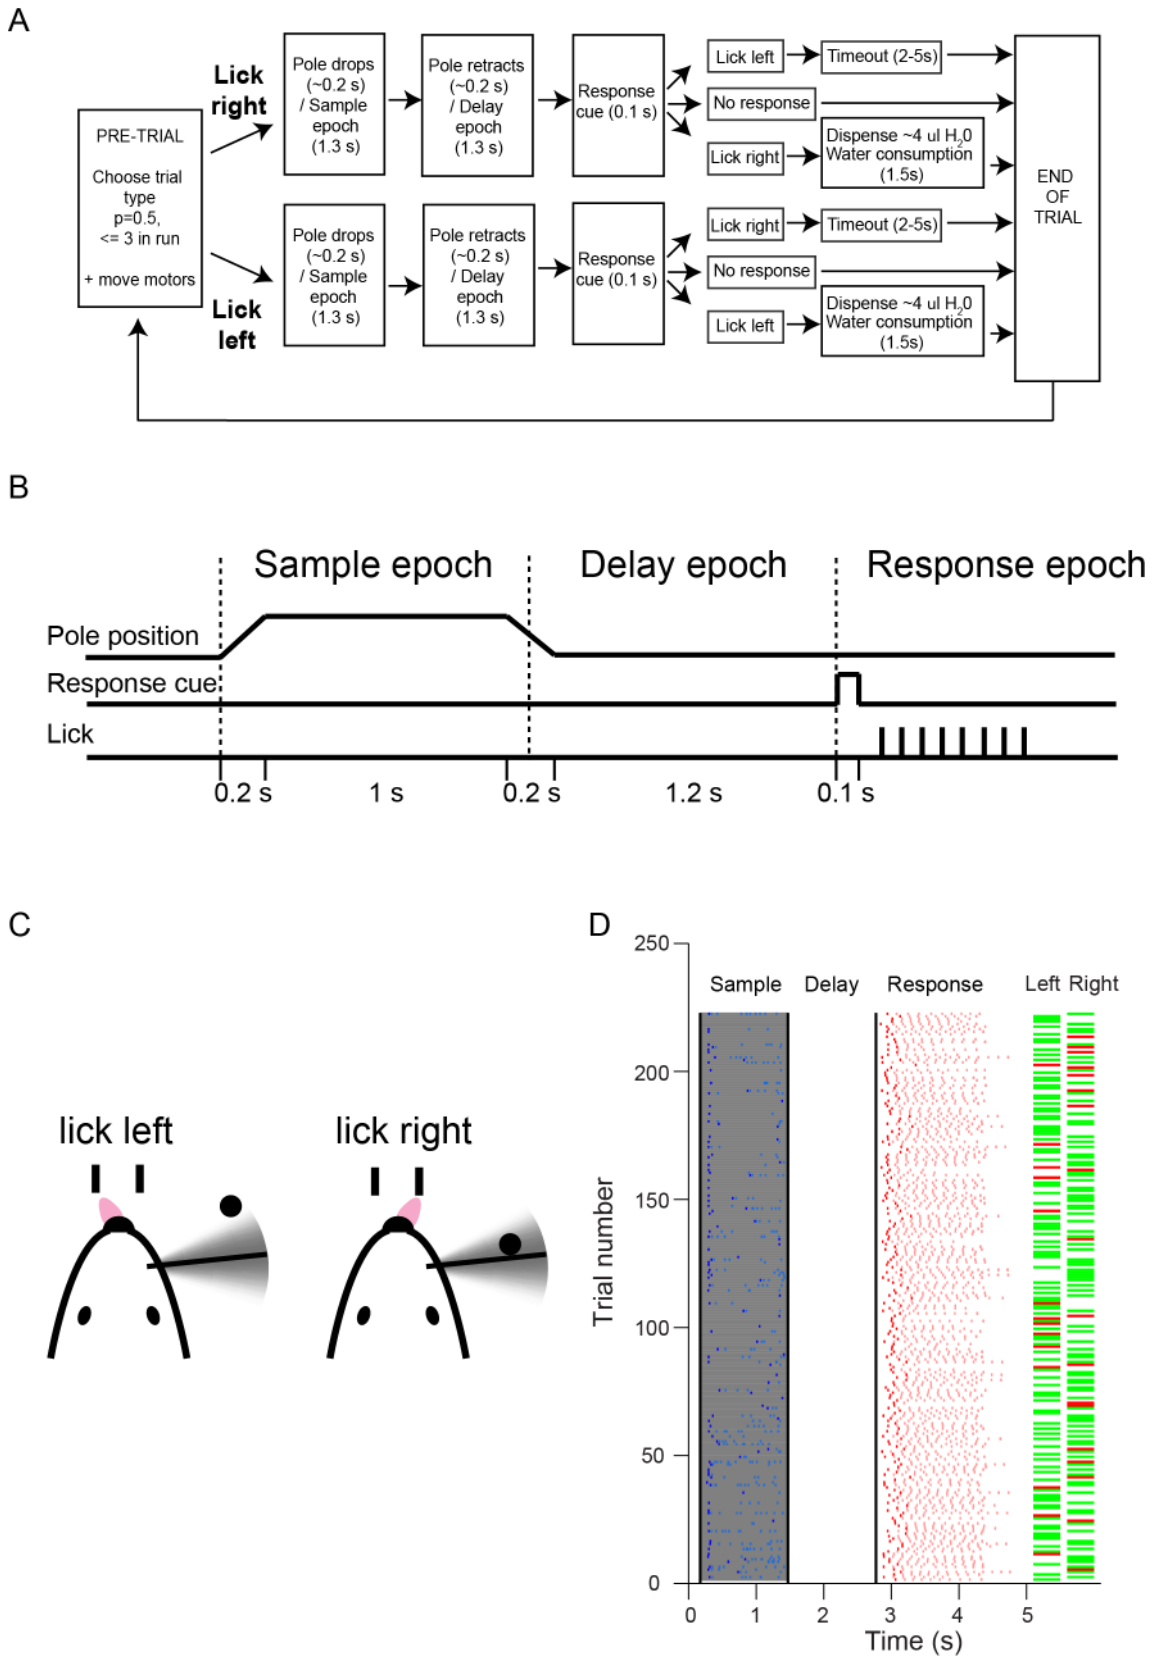 A
PRE-TRIAL
Choose trial
type
p=0.5,
<= 3 in run
+ move motors
Lick
right
Pole drops
(~0.2 s)
/ Sample
epoch
(1.3 s)
Pole retracts
(~0.2 s)
/ Delay
epoch
(1.3 s)
Response
cue (0.1 s)
Lick left
Timeout (2-5s)
No response
Lick right
Dispense ~4 ul H20
Water consumption
(1.5s)
Lick
left
Pole drops
(~0.2 s)
/ Sample
epoch
(1.3 s)
Pole retracts
(~0.2 s)
/ Delay
epoch
(1.3 s)
Response
cue (0.1 s)
Lick right
Timeout (2-5s)
No response
Lick left
Dispense ~4 ul H20
Water consumption
(1.5s)
END
OF
TRIAL
B
Sample epoch Delay epoch Response epoch
Pole position
Response cue
Lick
0.2 s 1 s 0.2 s 1.2 s 0.1 s
C
lick left lick right
D
Sample Delay Response Left Right
250
200
150
100
50
0
Trial number
0 1 2 3 4 5
Time (s)